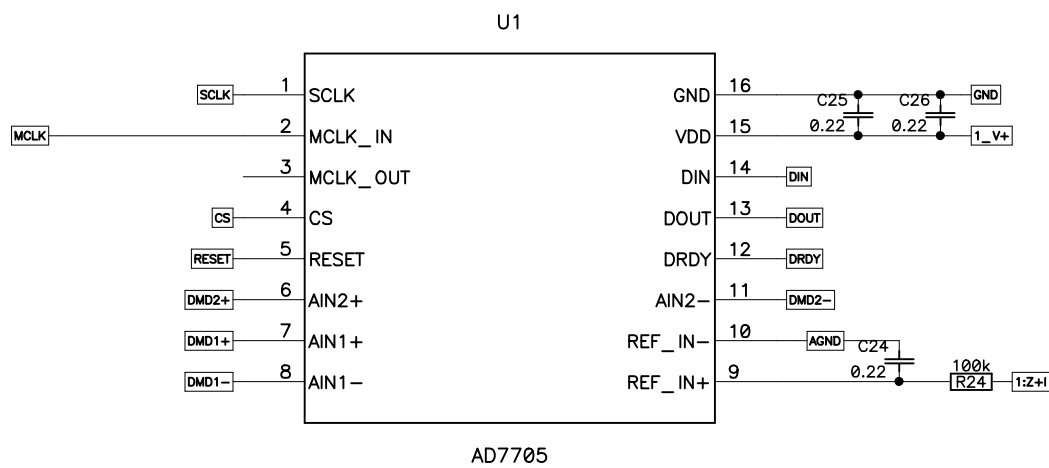 U1
SCLK 1 SCLK GND 16 C25 C26 GND
MCLK 2 MCLK_IN VDD 15 0.22 0.22 1_V+
3 MCLK_OUT DIN 14 DIN
CS 4 CS DOUT 13 DOUT
RESET 5 RESET DRDY 12 DRDY
DMD2+ 6 AIN2+ AIN2- 11 DMD2-
DMD1+ 7 AIN1+ REF_IN- 10 AGND C24
DMD1- 8 AIN1- REF_IN+ 9 0.22 100k R24 1:Z+I
AD7705